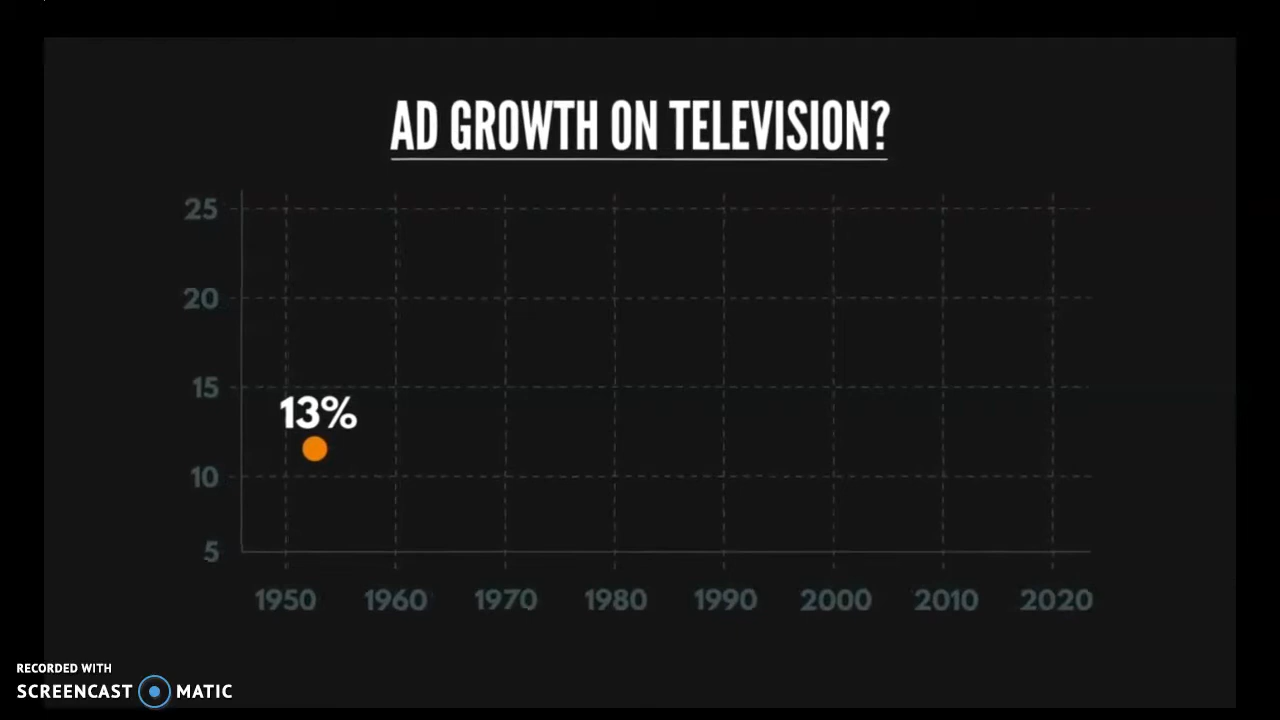 AD GROWTH ON TELEVISION?
25
20
15
13%
10
5
1950 1960 1970 1980 1990 2000 2010 2020
RECORDED WITH
SCREENCAST MATIC